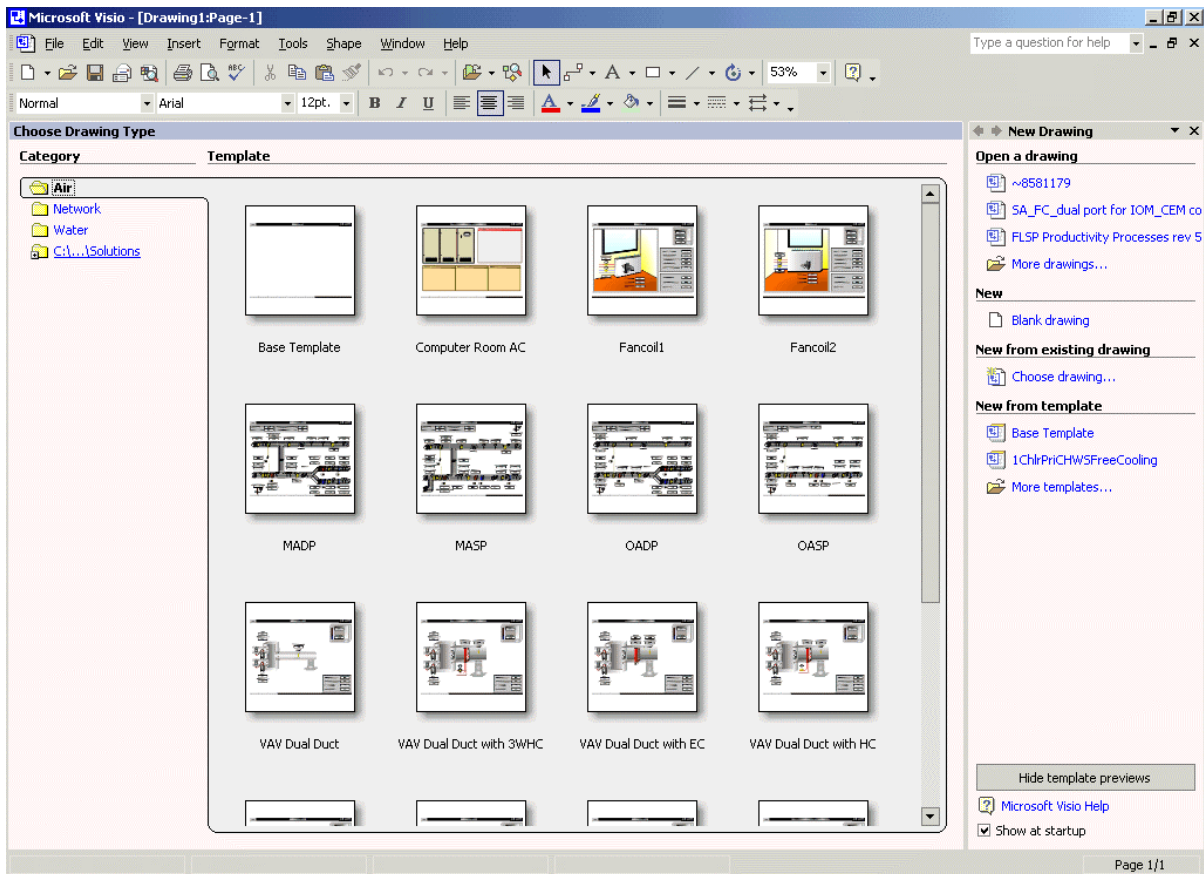 Microsoft Visio - [Drawing1:Page-1]
File Edit View Insert Format Tools Shape Window Help
Type a question for help
ABC
A
53%
Normal
Arial
12pt.
B I U
A
Choose Drawing Type
Category
Template
Air
Network
Water
C:\...\Solutions
Base Template
Computer Room AC
Fancoil1
Fancoil2
MADP
MASP
OADP
OASP
VAV Dual Duct
VAV Dual Duct with 3WHC
VAV Dual Duct with EC
VAV Dual Duct with HC
New Drawing
Open a drawing
~8581179
SA_FC_dual port for IOM_CEM co
FLSP Productivity Processes rev 5
More drawings...
New
Blank drawing
New from existing drawing
Choose drawing...
New from template
Base Template
1ChlrPriCHWSFreeCooling
More templates...
Hide template previews
Microsoft Visio Help
Show at startup
Page 1/1